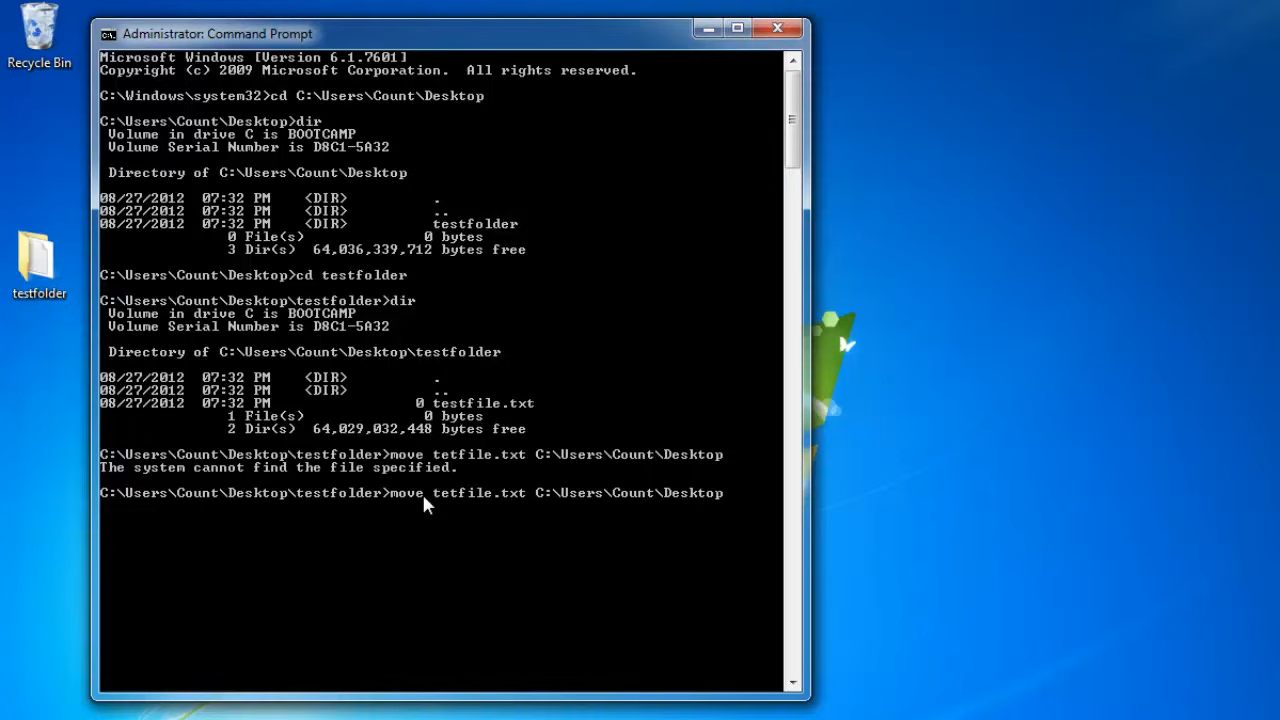 Recycle Bin
testfolder
Administrator: Command Prompt
Microsoft Windows [Version 6.1.7601]
Copyright (c) 2009 Microsoft Corporation.  All rights reserved.
C:\Windows\system32>cd C:\Users\Count\Desktop
C:\Users\Count\Desktop>dir
Volume in drive C is BOOTCAMP
Volume Serial Number is D8C1-5A32
Directory of C:\Users\Count\Desktop
08/27/2012  07:32 PM    <DIR>          .
08/27/2012  07:32 PM    <DIR>          ..
08/27/2012  07:32 PM    <DIR>          testfolder
0 File(s)              0 bytes
3 Dir(s)  64,036,339,712 bytes free
C:\Users\Count\Desktop>cd testfolder
C:\Users\Count\Desktop\testfolder>dir
Volume in drive C is BOOTCAMP
Volume Serial Number is D8C1-5A32
Directory of C:\Users\Count\Desktop\testfolder
08/27/2012  07:32 PM    <DIR>          .
08/27/2012  07:32 PM    <DIR>          ..
08/27/2012  07:32 PM                 0 testfile.txt
1 File(s)              0 bytes
2 Dir(s)  64,029,032,448 bytes free
C:\Users\Count\Desktop\testfolder>move tetfile.txt C:\Users\Count\Desktop
The system cannot find the file specified.
C:\Users\Count\Desktop\testfolder>move tetfile.txt C:\Users\Count\Desktop